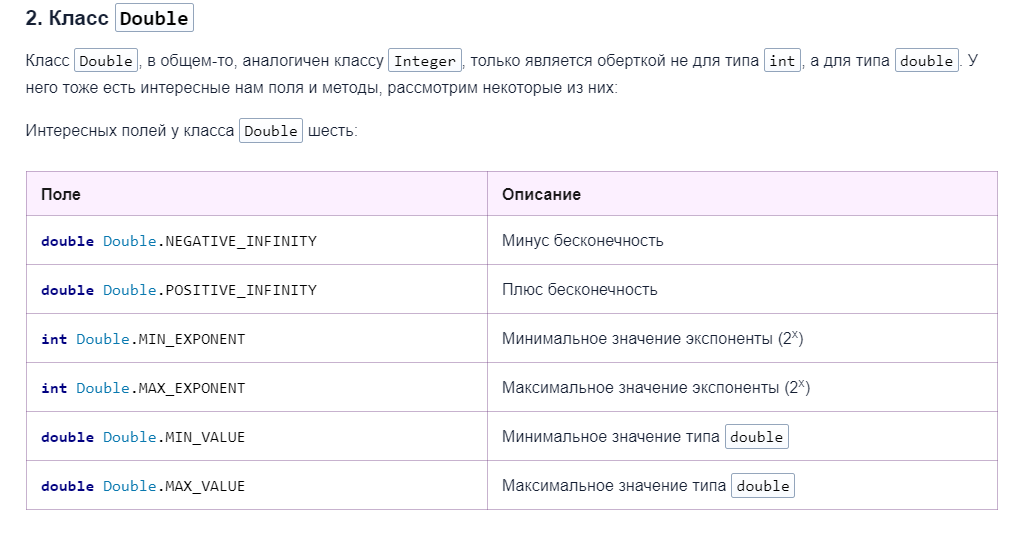 2. Класс Double
Класс Double, в общем-то, аналогичен классу Integer, только является оберткой не для типа int, а для типа double. У
него тоже есть интересные нам поля и методы, рассмотрим некоторые из них:
Интересных полей у класса Double шесть:
Поле Описание
double Double.NEGATIVE_INFINITY Минус бесконечность
double Double.POSITIVE_INFINITY Плюс бесконечность
int Double.MIN_EXPONENT Минимальное значение экспоненты (2ˣ)
int Double.MAX_EXPONENT Максимальное значение экспоненты (2ˣ)
double Double.MIN_VALUE Минимальное значение типа double
double Double.MAX_VALUE Максимальное значение типа double